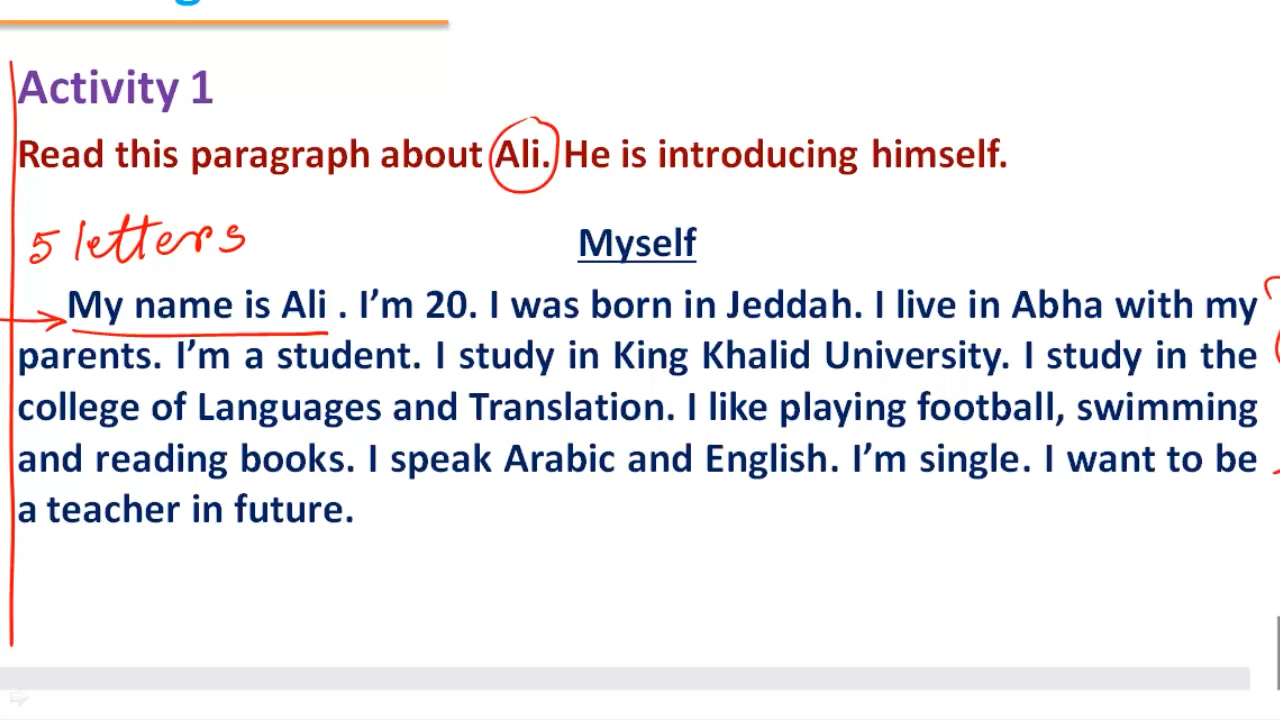 Activity 1
Read this paragraph about Ali. He is introducing himself.
5 letters
Myself
My name is Ali . I'm 20. I was born in Jeddah. I live in Abha with my
parents. I'm a student. I study in King Khalid University. I study in the
college of Languages and Translation. I like playing football, swimming
and reading books. I speak Arabic and English. I'm single. I want to be
a teacher in future.